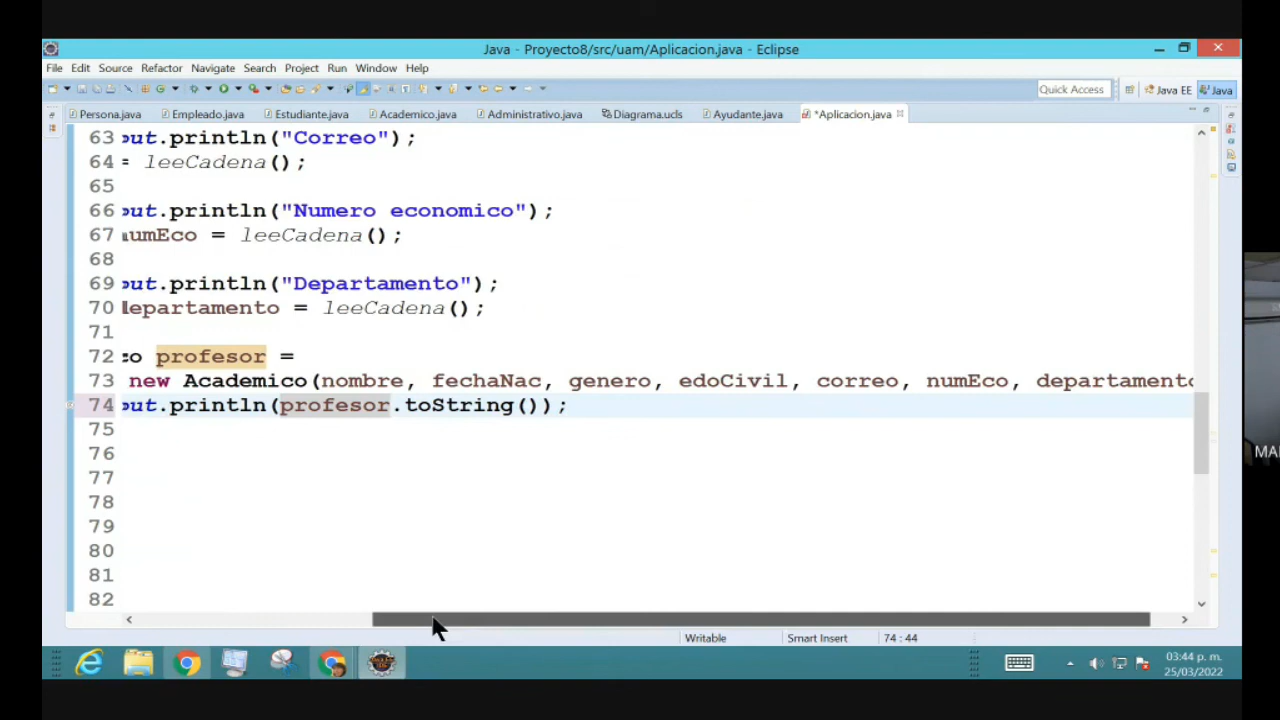 Java - Proyecto8/src/uam/Aplicacion.java - Eclipse
File Edit Source Refactor Navigate Search Project Run Window Help
Quick Access Java EE Java
Persona.java Empleado.java Estudiante.java Academico.java Administrativo.java Diagrama.ucls Ayudante.java *Aplicacion.java
63 out.println("Correo");
64 = leeCadena();
65
66 out.println("Numero economico");
67 numEco = leeCadena();
68
69 out.println("Departamento");
70 departamento = leeCadena();
71
72 co profesor =
73 new Academico(nombre, fechaNac, genero, edoCivil, correo, numEco, departamento
74 out.println(profesor.toString());
75
76
77
78
79
80
81
82
Writable Smart Insert 74 : 44
03:44 p. m.
25/03/2022